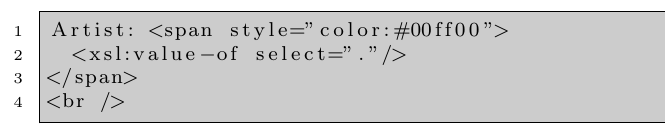 1 Artist: <span style="color:#00ff00">
2 <xsl:value-of select="."/>
3 </span>
4 <br />